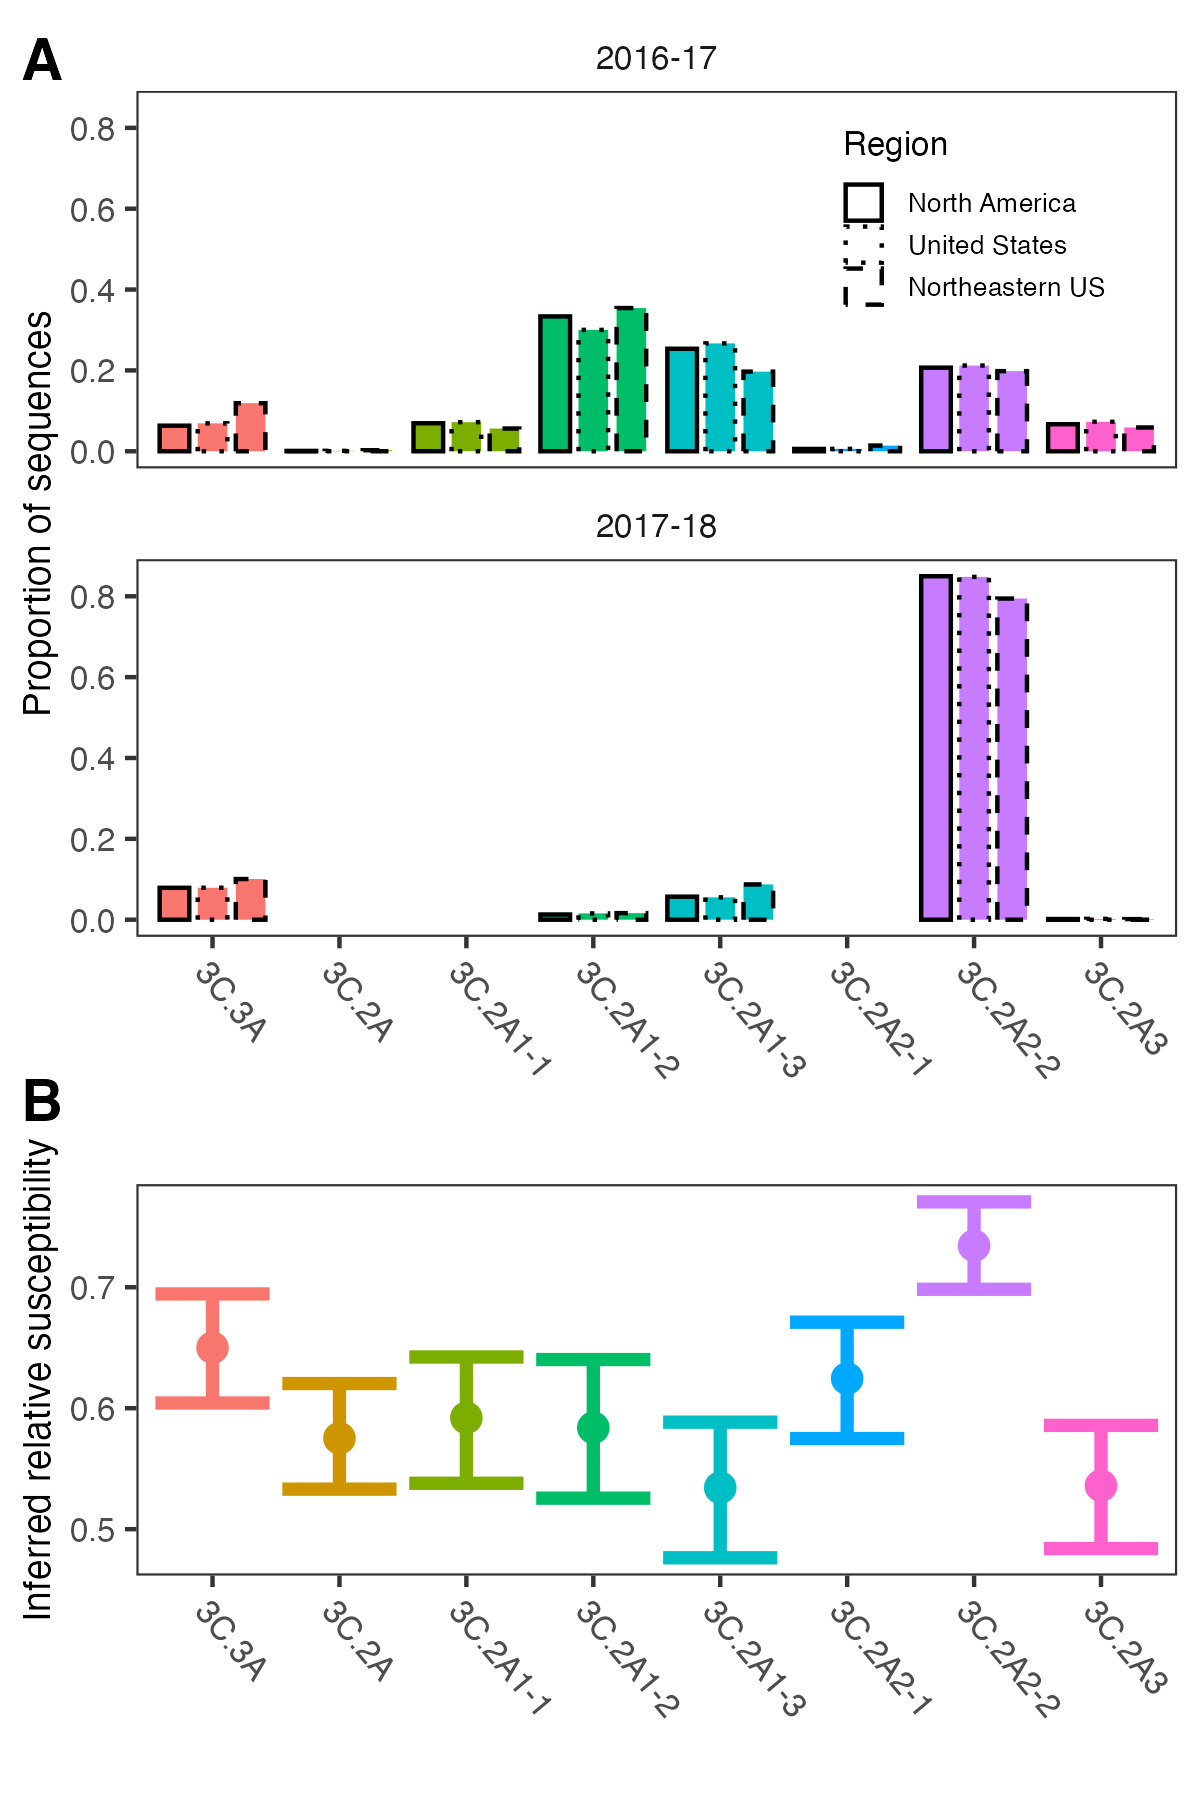 A
2016-17
Proportion of sequences
0.8
0.6
0.4
0.2
0.0
Region
North America
United States
Northeastern US
2017-18
0.8
0.6
0.4
0.2
0.0
3C.3A
3C.2A
3C.2A1-1
3C.2A1-2
3C.2A1-3
3C.2A2-1
3C.2A2-2
3C.2A3
B
Inferred relative susceptibility
0.7
0.6
0.5
3C.3A
3C.2A
3C.2A1-1
3C.2A1-2
3C.2A1-3
3C.2A2-1
3C.2A2-2
3C.2A3